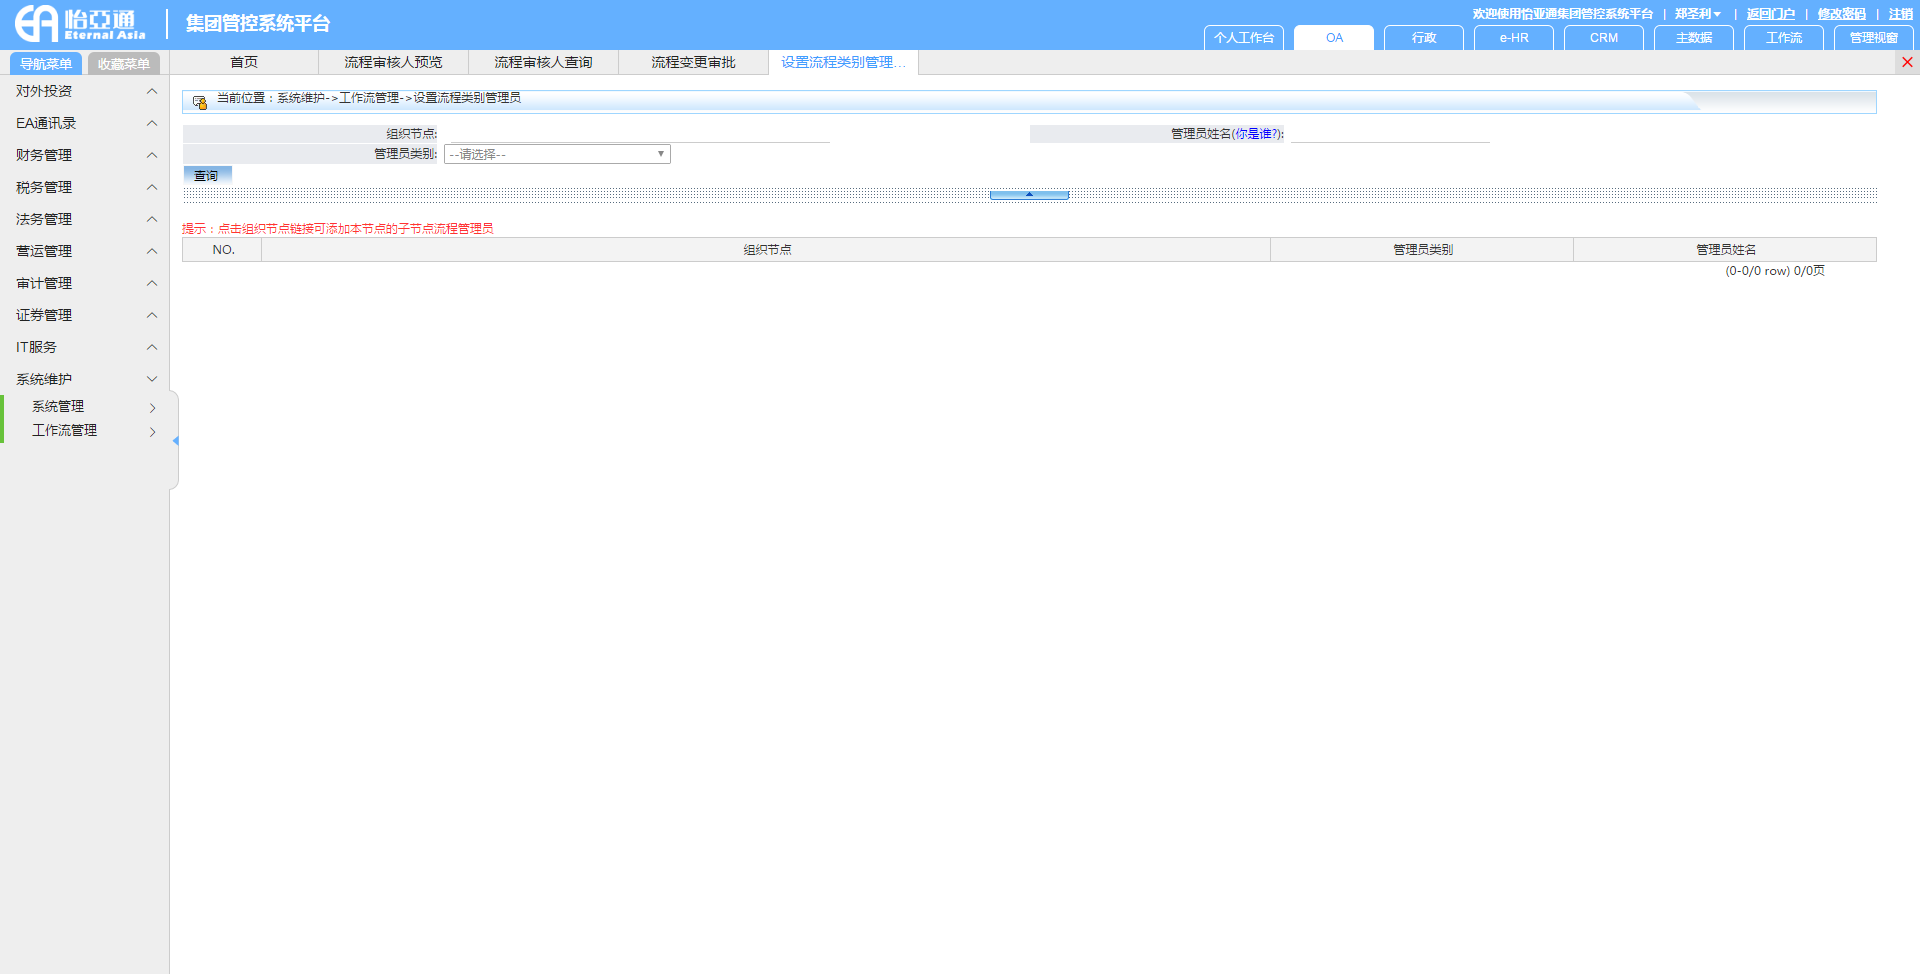 怡亞通
Eternal Asia
集团管控系统平台
欢迎使用怡亚通集团管控系统平台 | 郑圣利 | 返回门户 | 修改密码 | 注销
个人工作台 OA 行政 e-HR CRM 主数据 工作流 管理视窗
导航菜单 收藏菜单 首页 流程审核人预览 流程审核人查询 流程变更审批 设置流程类别管理...
对外投资
EA通讯录
财务管理
税务管理
法务管理
营运管理
审计管理
证券管理
IT服务
系统维护
系统管理
工作流管理
当前位置：系统维护->工作流管理->设置流程类别管理员
组织节点:
管理员姓名(你是谁?):
管理员类别: --请选择--
查询
提示：点击组织节点链接可添加本节点的子节点流程管理员
NO. 组织节点 管理员类别 管理员姓名
(0-0/0 row) 0/0页